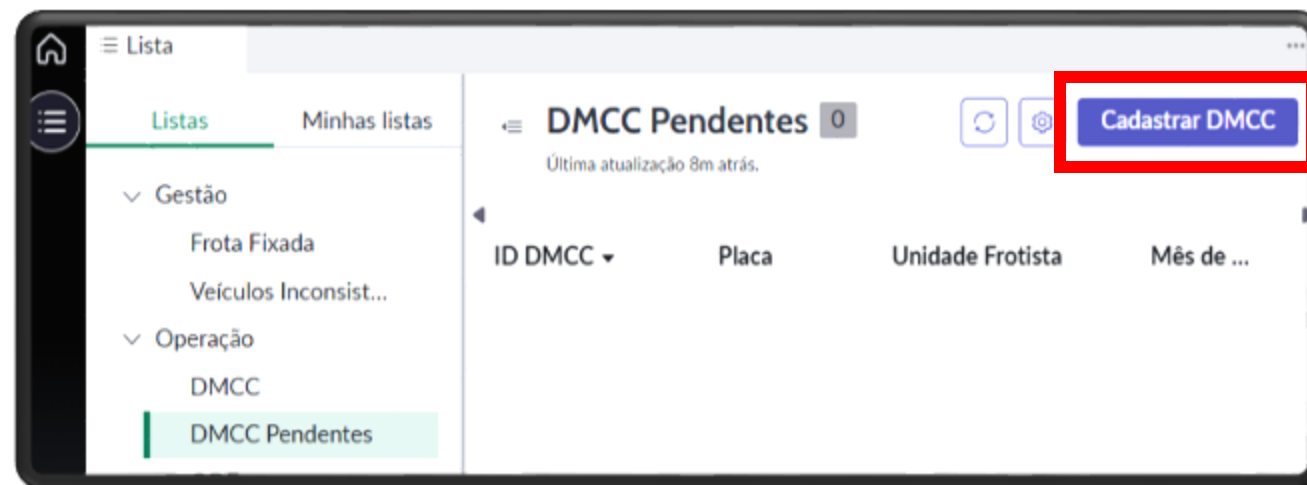 Lista
Listas
Minhas listas
Gestão
Frota Fixada
Veículos Inconsist...
Operação
DMCC
DMCC Pendentes
DMCC Pendentes 0
Cadastrar DMCC
Última atualização 8m atrás.
ID DMCC Placa Unidade Frotista Mês de ...